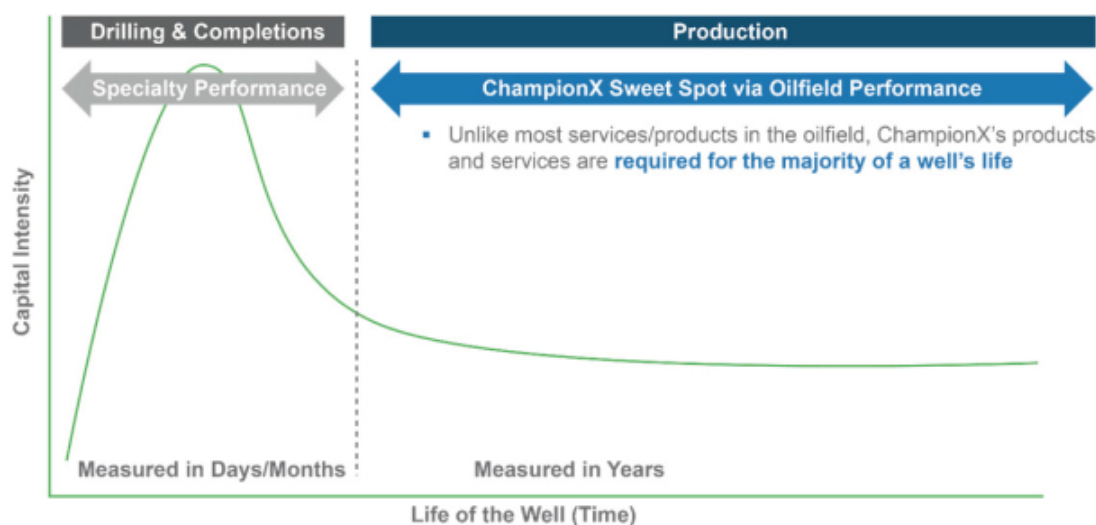 Drilling & Completions
Production
Specialty Performance
ChampionX Sweet Spot via Oilfield Performance
▪ Unlike most services/products in the oilfield, ChampionX's products
and services are required for the majority of a well's life
Capital Intensity
Measured in Days/Months
Measured in Years
Life of the Well (Time)